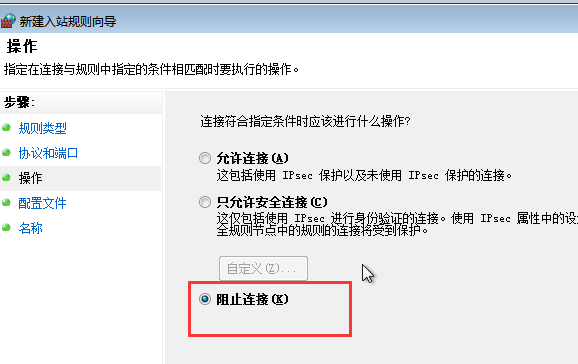 新建入站规则向导
操作
指定在连接与规则中指定的条件相匹配时要执行的操作。
步骤:
规则类型
协议和端口
操作
配置文件
名称
连接符合指定条件时应该进行什么操作?
允许连接(A)
这包括使用 IPsec 保护以及未使用 IPsec 保护的连接。
只允许安全连接(C)
这仅包括使用 IPsec 进行身份验证的连接。使用 IPsec 属性中的设
全规则节点中的规则的连接将受到保护。
自定义(Z)...
阻止连接(K)